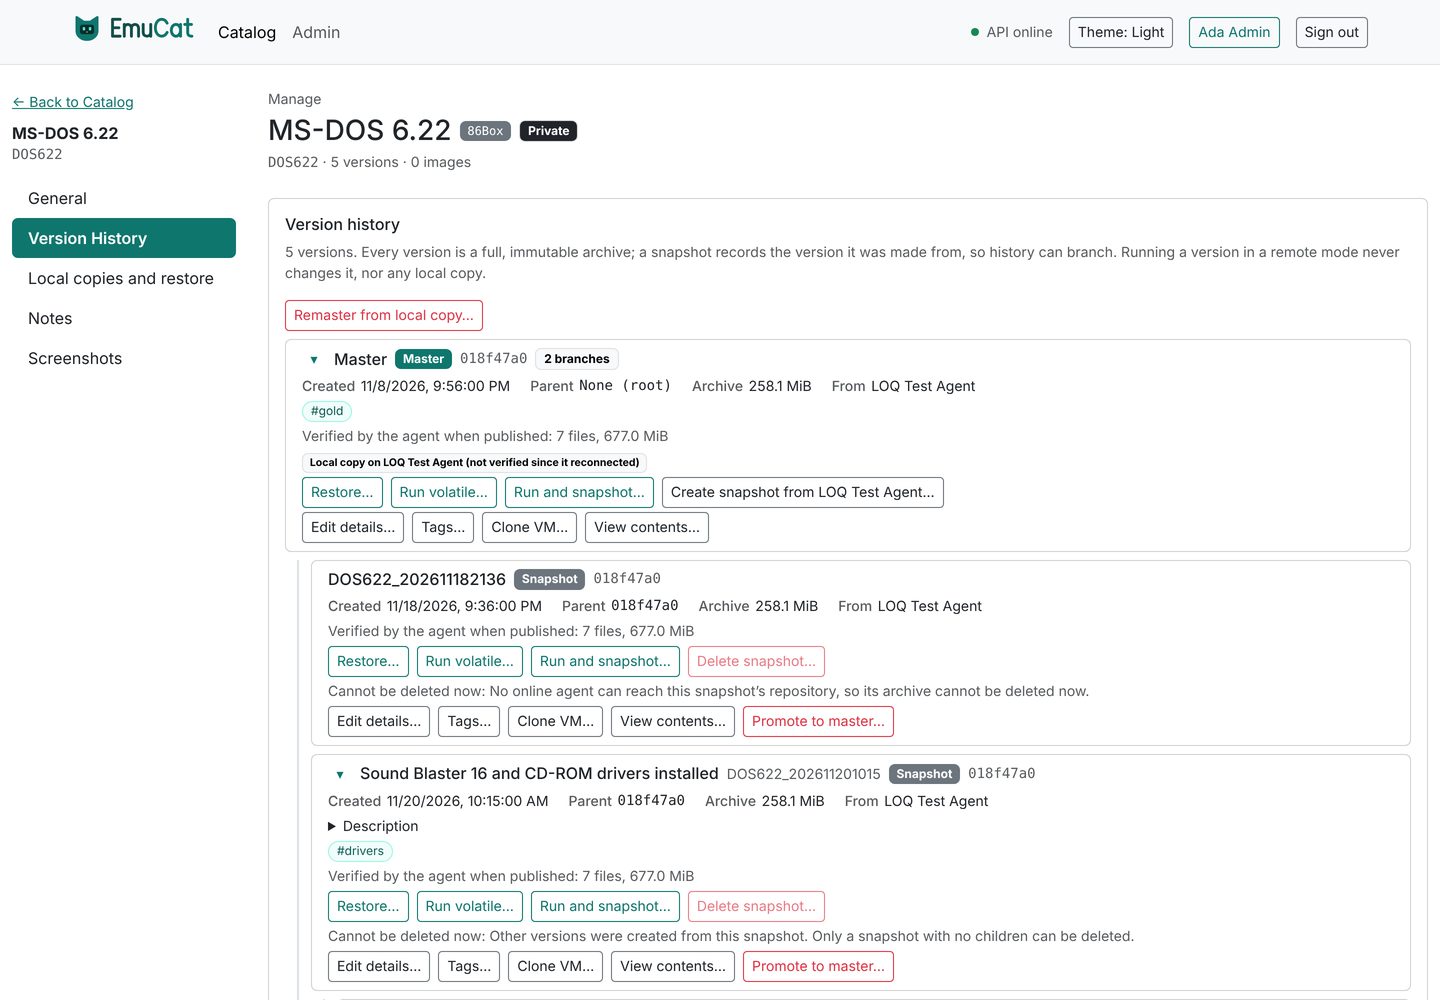 EmuCat Catalog Admin API online Theme: Light Ada Admin Sign out
← Back to Catalog
MS-DOS 6.22
DOS622
General
Version History
Local copies and restore
Notes
Screenshots
Manage
MS-DOS 6.22 86Box Private
DOS622 · 5 versions · 0 images
Version history
5 versions. Every version is a full, immutable archive; a snapshot records the version it was made from, so history can branch. Running a version in a remote mode never
changes it, nor any local copy.
Remaster from local copy...
▼ Master Master 018f47a0 2 branches
Created 11/8/2026, 9:56:00 PM Parent None (root) Archive 258.1 MiB From LOQ Test Agent
#gold
Verified by the agent when published: 7 files, 677.0 MiB
Local copy on LOQ Test Agent (not verified since it reconnected)
Restore... Run volatile... Run and snapshot... Create snapshot from LOQ Test Agent...
Edit details... Tags... Clone VM... View contents...
DOS622_202611182136 Snapshot 018f47a0
Created 11/18/2026, 9:36:00 PM Parent 018f47a0 Archive 258.1 MiB From LOQ Test Agent
Verified by the agent when published: 7 files, 677.0 MiB
Restore... Run volatile... Run and snapshot... Delete snapshot...
Cannot be deleted now: No online agent can reach this snapshot’s repository, so its archive cannot be deleted now.
Edit details... Tags... Clone VM... View contents... Promote to master...
▼ Sound Blaster 16 and CD-ROM drivers installed DOS622_202611201015 Snapshot 018f47a0
Created 11/20/2026, 10:15:00 AM Parent 018f47a0 Archive 258.1 MiB From LOQ Test Agent
▶ Description
#drivers
Verified by the agent when published: 7 files, 677.0 MiB
Restore... Run volatile... Run and snapshot... Delete snapshot...
Cannot be deleted now: Other versions were created from this snapshot. Only a snapshot with no children can be deleted.
Edit details... Tags... Clone VM... View contents... Promote to master...